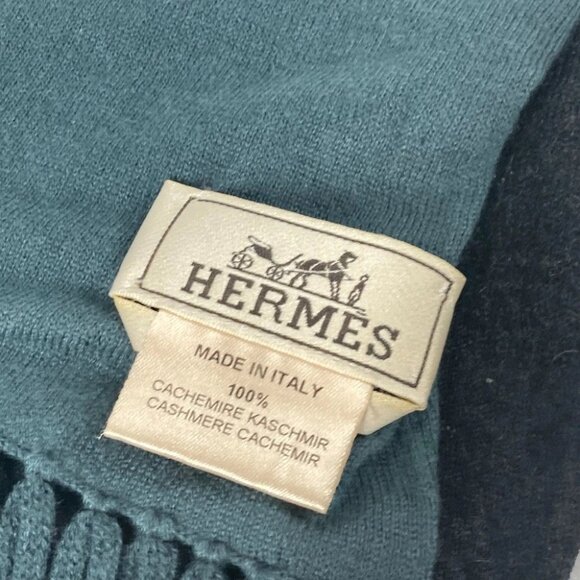 HERMÈS
MADE IN ITALY
100%
CACHEMIRE KASCHMIR
CASHMERE CACHEMIR